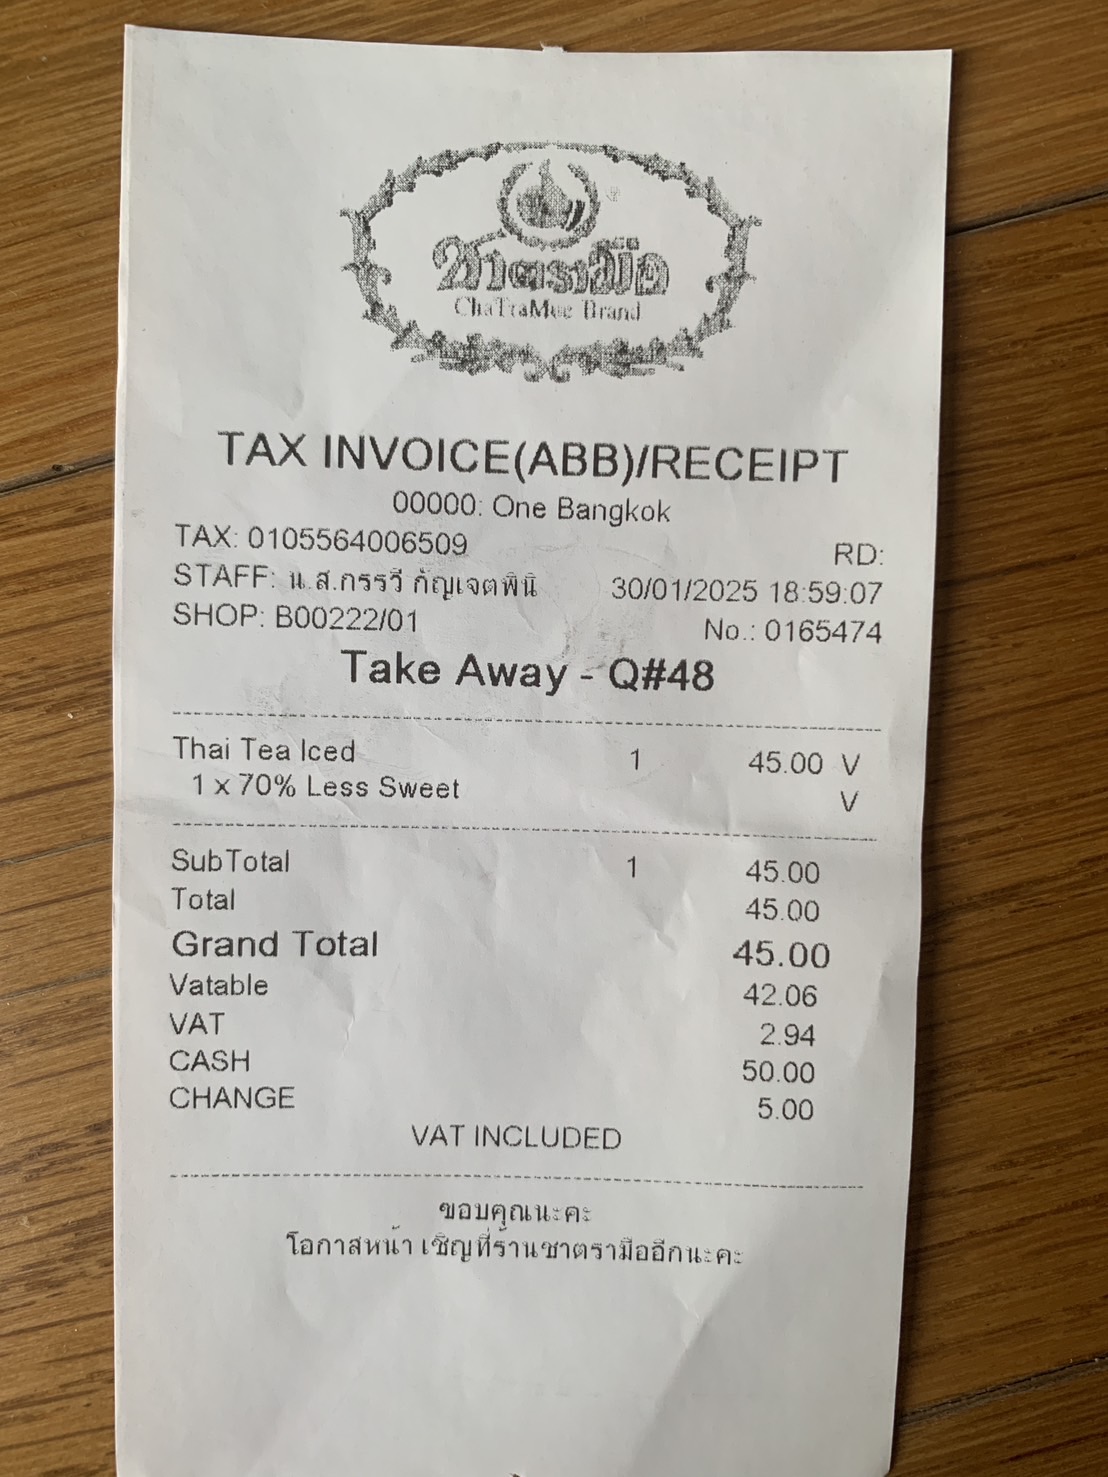 ชาตรามือ
ChaTraMue Brand
TAX INVOICE(ABB)/RECEIPT
00000: One Bangkok
TAX: 0105564006509 RD:
STAFF: น.ส.กรรวี กัญเจตพินิ 30/01/2025 18:59:07
SHOP: B00222/01 No.: 0165474
Take Away - Q#48
Thai Tea Iced 1 45.00 V
1 x 70% Less Sweet V
SubTotal 1 45.00
Total 45.00
Grand Total 45.00
Vatable 42.06
VAT 2.94
CASH 50.00
CHANGE 5.00
VAT INCLUDED
ขอบคุณนะคะ
โอกาสหน้า เชิญที่ร้านชาตรามืออีกนะคะ